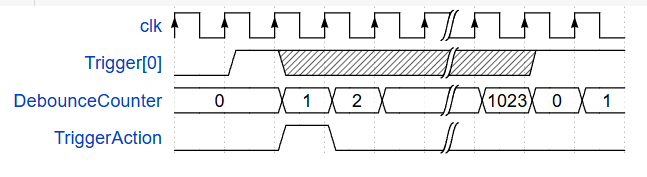 clk
Trigger[0]
DebounceCounter 0 1 2 1023 0 1
TriggerAction